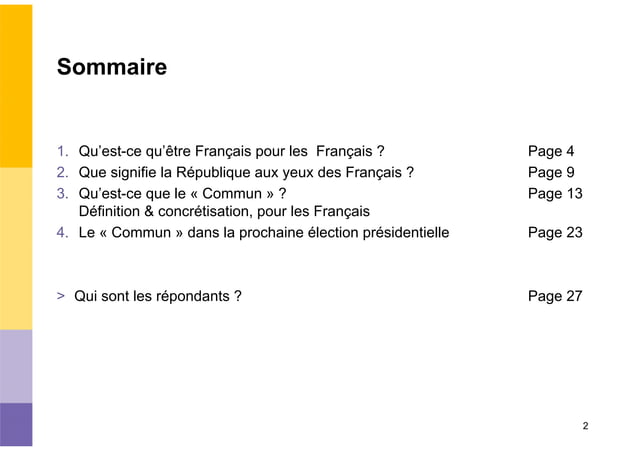 Sommaire
1. Qu’est-ce qu’être Français pour les  Français ? Page 4
2. Que signifie la République aux yeux des Français ? Page 9
3. Qu’est-ce que le « Commun » ? Page 13
Définition & concrétisation, pour les Français
4. Le « Commun » dans la prochaine élection présidentielle Page 23
> Qui sont les répondants ? Page 27
2